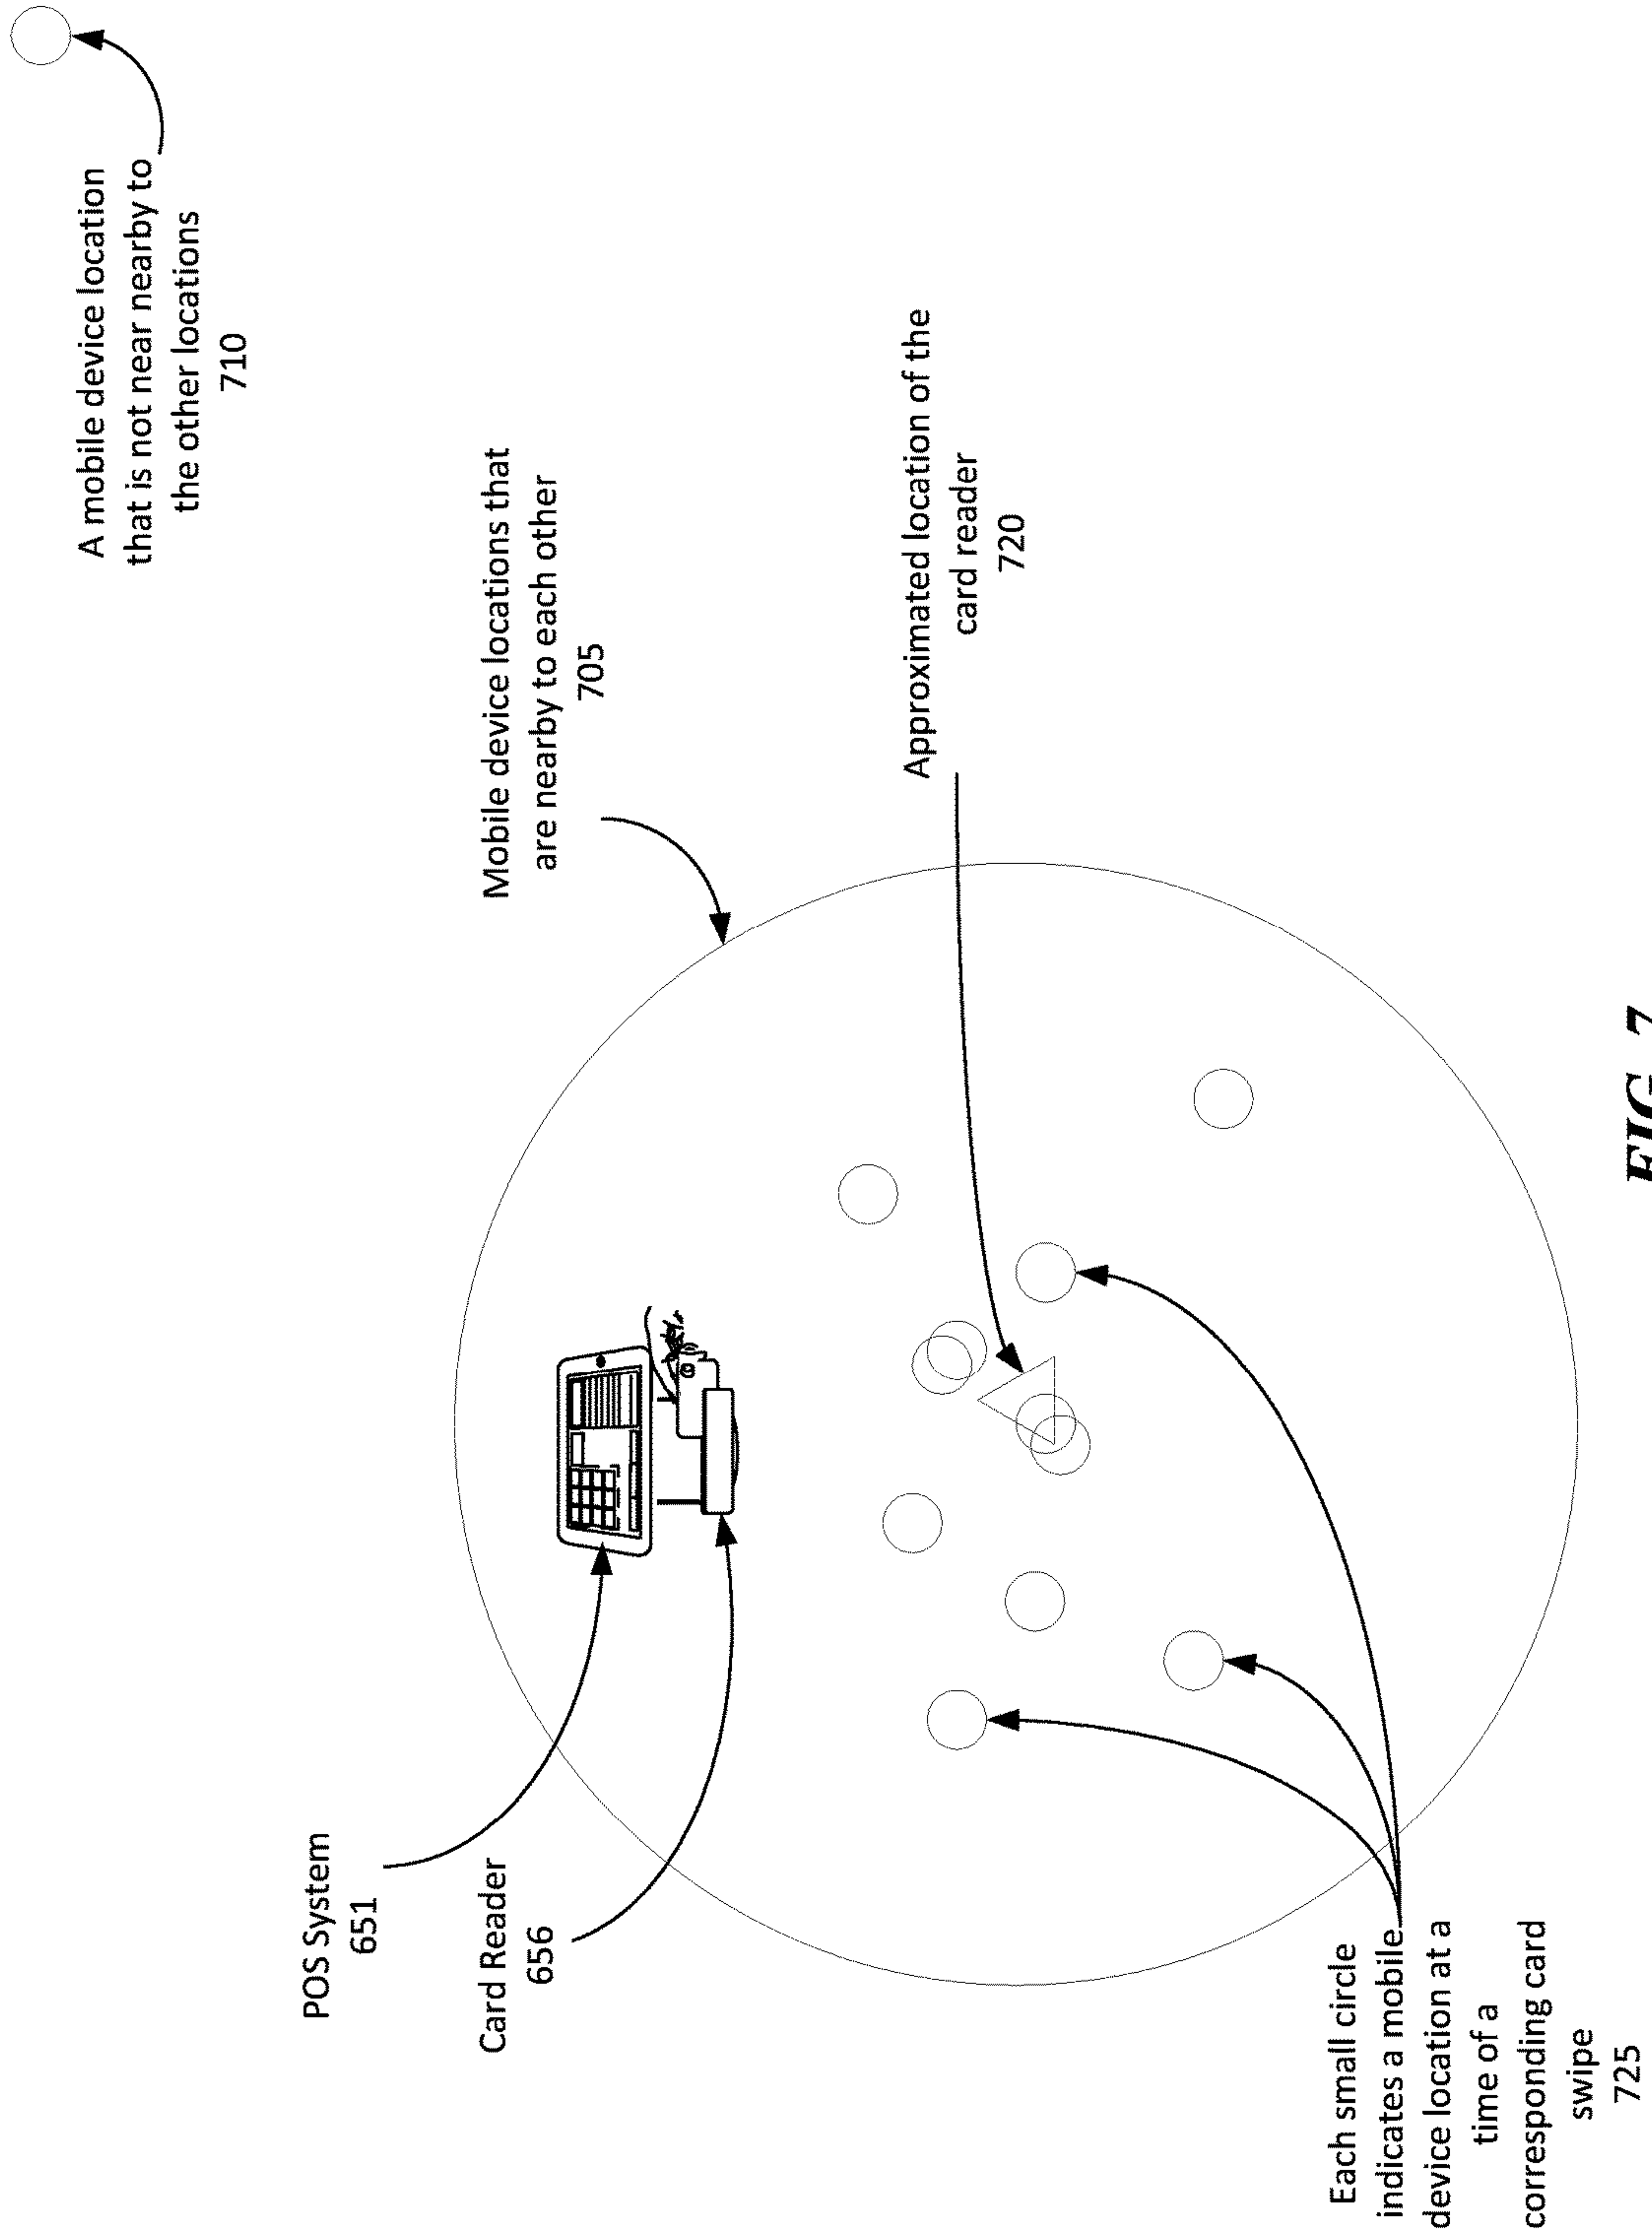 A mobile device location
that is not near nearby to
the other locations
710
Mobile device locations that
are nearby to each other
705
Approximated location of the
card reader
720
POS System
651
Card Reader
656
Each small circle
indicates a mobile
device location at a
time of a
corresponding card
swipe
725
FIG. 7